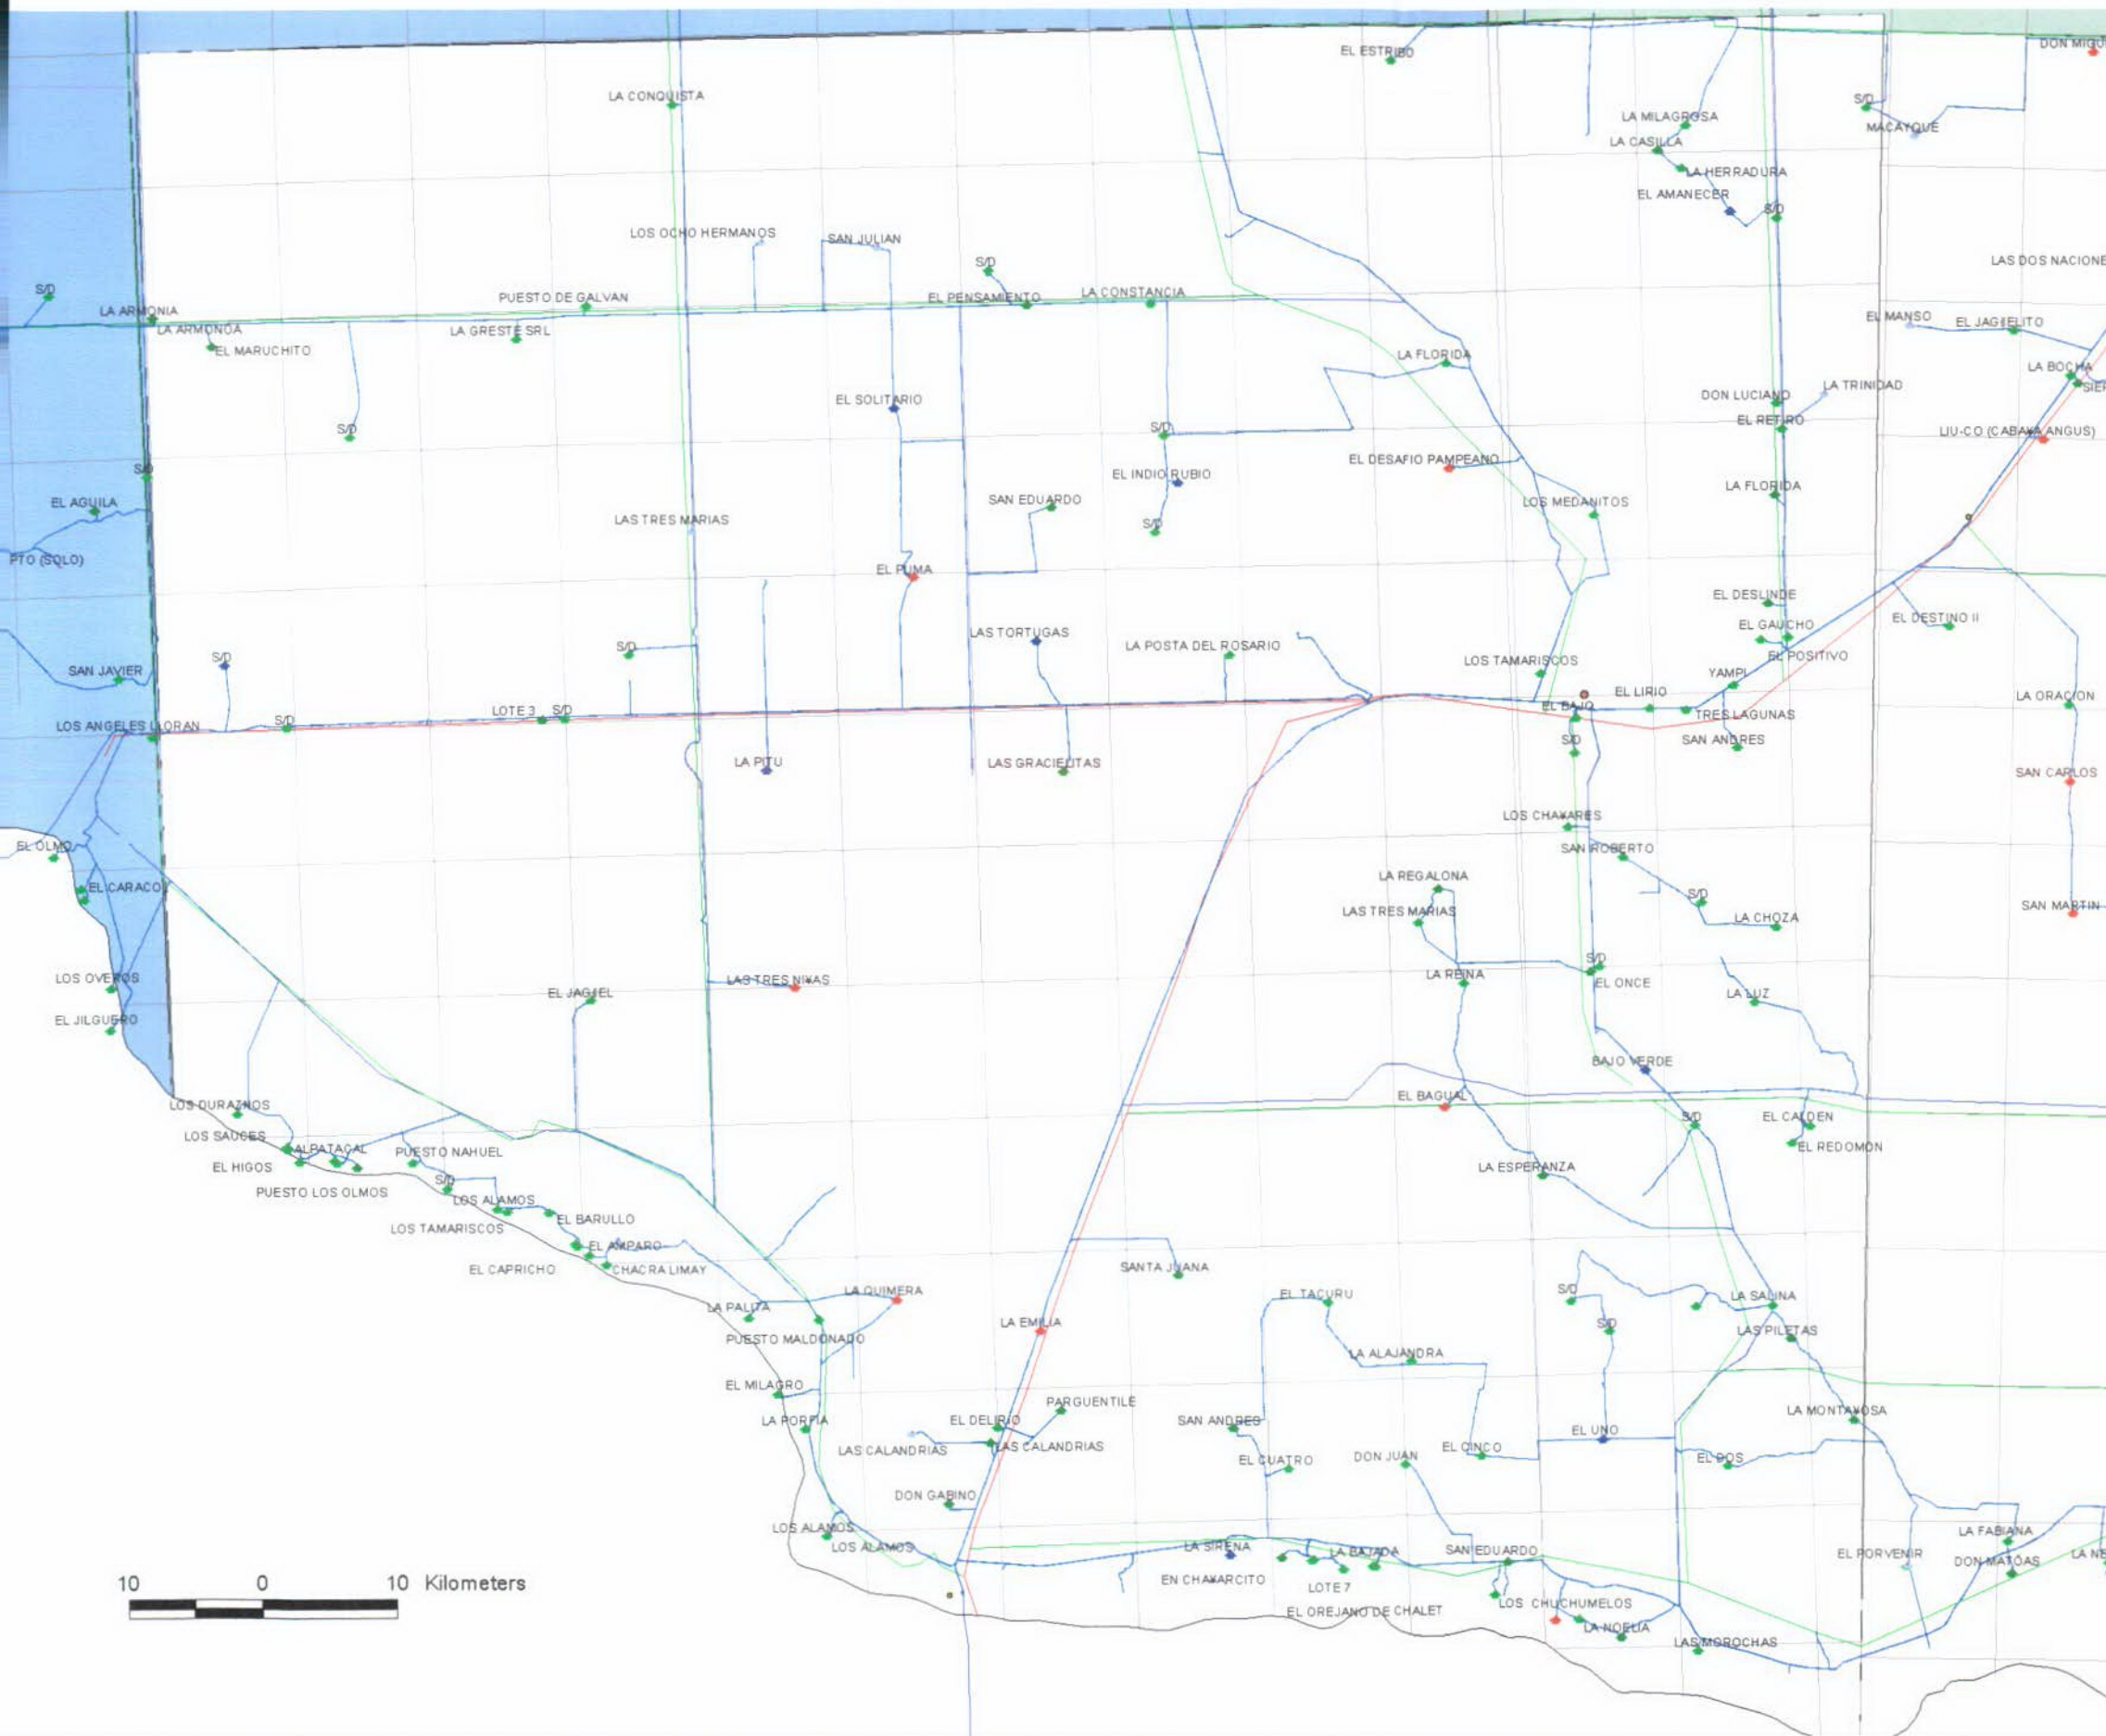 DON MIGU
EL ESTRIBO
LA CONQUISTA
S/D
LA MILAGROSA
MACAYQUE
LA CASILLA
LA HERRADURA
EL AMANECER
S/D
LOS OCHO HERMANOS
SAN JULIAN
S/D
LAS DOS NACIONE
S/D
PUESTO DE GALVAN
EL PENSAMIENTO
LA CONSTANCIA
LA ARMONIA
LA ARMONOA
LA GRESTE SRL
EL MANSO
EL JAGÜELITO
EL MARUCHITO
LA FLORIDA
LA BOCHA
SIER
LA TRINIDAD
DON LUCIANO
EL SOLITARIO
EL RETIRO
S/D
S/D
LIU-CO (CABAÑA ANGUS)
EL DESAFIO PAMPEANO
S/D
EL INDIO RUBIO
LA FLORIDA
EL AGUILA
SAN EDUARDO
LOS MEDANITOS
LAS TRES MARIAS
S/D
PTO (SOLO)
EL PUMA
EL DESLINDE
EL DESTINO II
EL GAUCHO
LAS TORTUGAS
LA POSTA DEL ROSARIO
S/D
S/D
EL POSITIVO
LOS TAMARISCOS
SAN JAVIER
YAMPI
EL LIRIO
LA ORACION
EL BAJO
LOTE 3
S/D
TRES LAGUNAS
S/D
LOS ANGELES LLORAN
S/D
SAN ANDRES
LA PITU
LAS GRACIELITAS
SAN CARLOS
LOS CHAÑARES
EL OLMO
SAN ROBERTO
LA REGALONA
EL CARACOL
S/D
SAN MARTIN
LAS TRES MARIAS
LA CHOZA
S/D
LA REINA
LOS OVEROS
LAS TRES NIÑAS
EL ONCE
EL JAGÜEL
LA LUZ
EL JILGUERO
BAJO VERDE
EL BAGUAL
LOS DURAZNOS
S/D
EL CALDEN
LOS SAUCES
EL REDOMON
ALPATACAL
PUESTO NAHUEL
EL HIGOS
LA ESPERANZA
S/D
PUESTO LOS OLMOS
LOS ALAMOS
EL BARULLO
LOS TAMARISCOS
EL AMPARO
SANTA JUANA
EL CAPRICHO
CHACRA LIMAY
LA QUIMERA
S/D
EL TACURU
LA SALINA
LA PALITA
LA EMILIA
S/D
LAS PILETAS
PUESTO MALDONADO
LA ALAJANDRA
EL MILAGRO
PARGUENTILE
LA MONTAÑOSA
LA PORFIA
EL DELIRIO
SAN ANDRES
EL UNO
LAS CALANDRIAS
LAS CALANDRIAS
EL CINCO
DON JUAN
EL DOS
EL CUATRO
DON GABINO
LOS ALAMOS
LA FABIANA
LOS ALAMOS
LA SIRENA
LA BAJADA
SAN EDUARDO
EL PORVENIR
LA NE
DON MATOAS
EN CHAÑARCITO
10 0 10 Kilometers
LOTE 7
LOS CHUCHUMELOS
EL OREJANO DE CHALET
LA NOELIA
LAS MOROCHAS